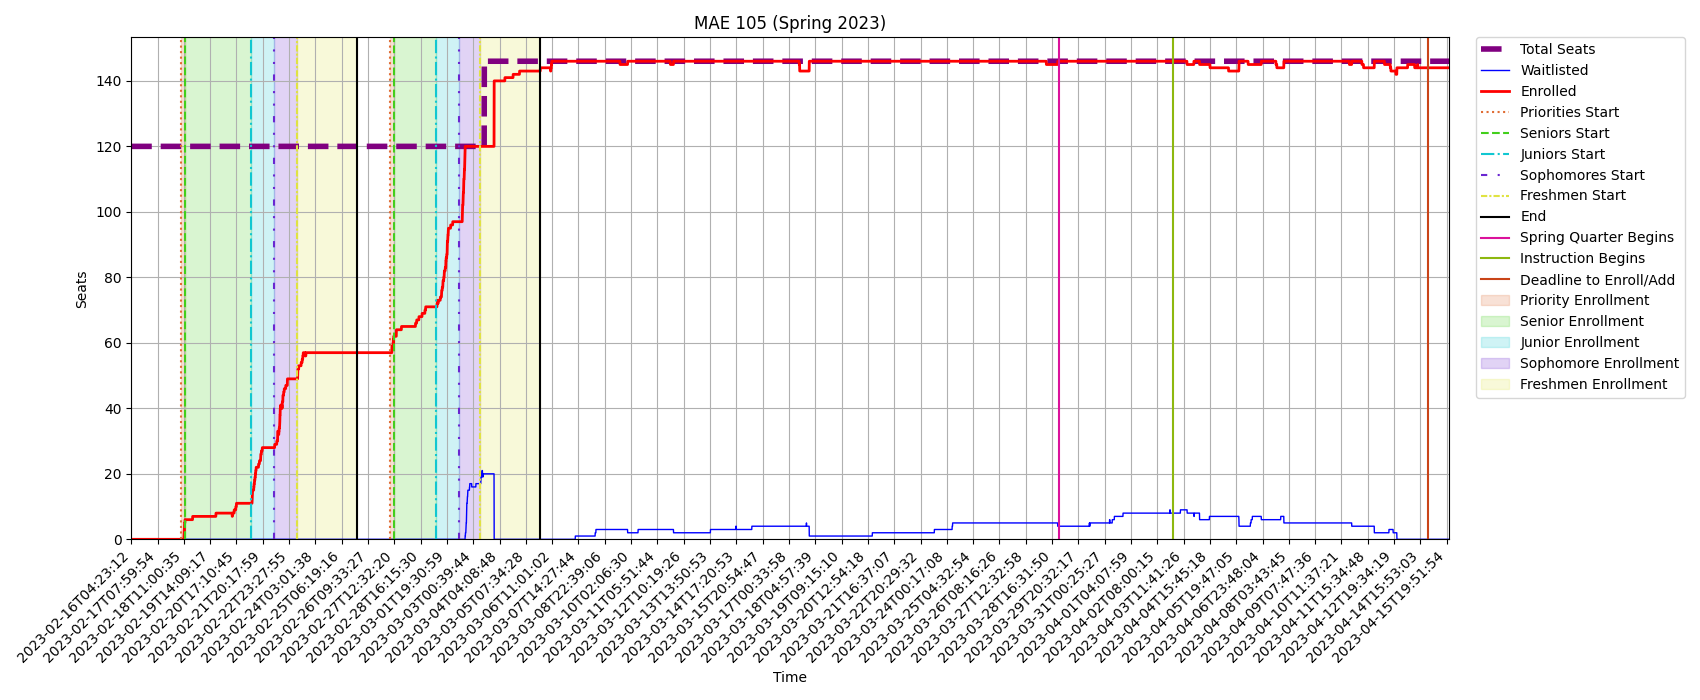 MAE 105 (Spring 2023)
Seats
140
120
100
80
60
40
20
0
2023-02-16T04:23:12
2023-02-17T07:59:54
2023-02-18T11:00:35
2023-02-19T14:09:17
2023-02-20T17:10:45
2023-02-21T20:17:59
2023-02-22T23:27:55
2023-02-24T03:01:38
2023-02-25T06:19:16
2023-02-26T09:33:27
2023-02-27T12:32:20
2023-02-28T16:15:30
2023-03-01T19:30:59
2023-03-03T00:39:44
2023-03-04T04:08:48
2023-03-05T07:34:28
2023-03-06T11:01:02
2023-03-07T14:27:44
2023-03-08T22:39:06
2023-03-10T02:06:30
2023-03-11T05:51:44
2023-03-12T10:19:26
2023-03-13T13:50:53
2023-03-14T17:20:53
2023-03-15T20:54:47
2023-03-17T00:33:58
2023-03-18T04:57:39
2023-03-19T09:15:10
2023-03-20T12:54:18
2023-03-21T16:37:07
2023-03-22T20:29:32
2023-03-24T00:17:08
2023-03-25T04:32:54
2023-03-26T08:16:26
2023-03-27T12:32:58
2023-03-28T16:31:50
2023-03-29T20:32:17
2023-03-31T00:25:27
2023-04-01T04:07:59
2023-04-02T08:00:15
2023-04-03T11:41:26
2023-04-04T15:45:18
2023-04-05T19:47:05
2023-04-06T23:48:04
2023-04-08T03:43:45
2023-04-09T07:47:36
2023-04-10T11:37:21
2023-04-11T15:34:48
2023-04-12T19:34:19
2023-04-14T15:53:03
2023-04-15T19:51:54
Time
Total Seats
Waitlisted
Enrolled
Priorities Start
Seniors Start
Juniors Start
Sophomores Start
Freshmen Start
End
Spring Quarter Begins
Instruction Begins
Deadline to Enroll/Add
Priority Enrollment
Senior Enrollment
Junior Enrollment
Sophomore Enrollment
Freshmen Enrollment